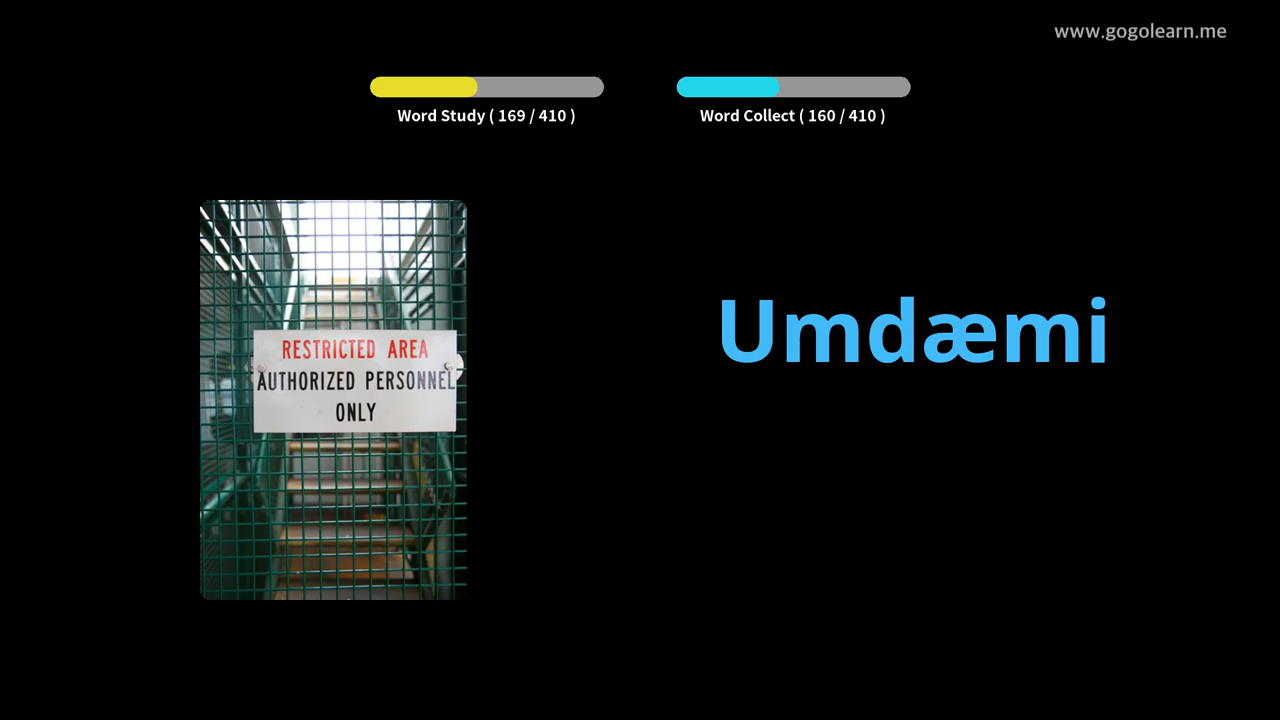 www.gogolearn.me
Word Study ( 169 / 410 )
Word Collect ( 160 / 410 )
RESTRICTED AREA
AUTHORIZED PERSONNEL
ONLY
Umdæmi